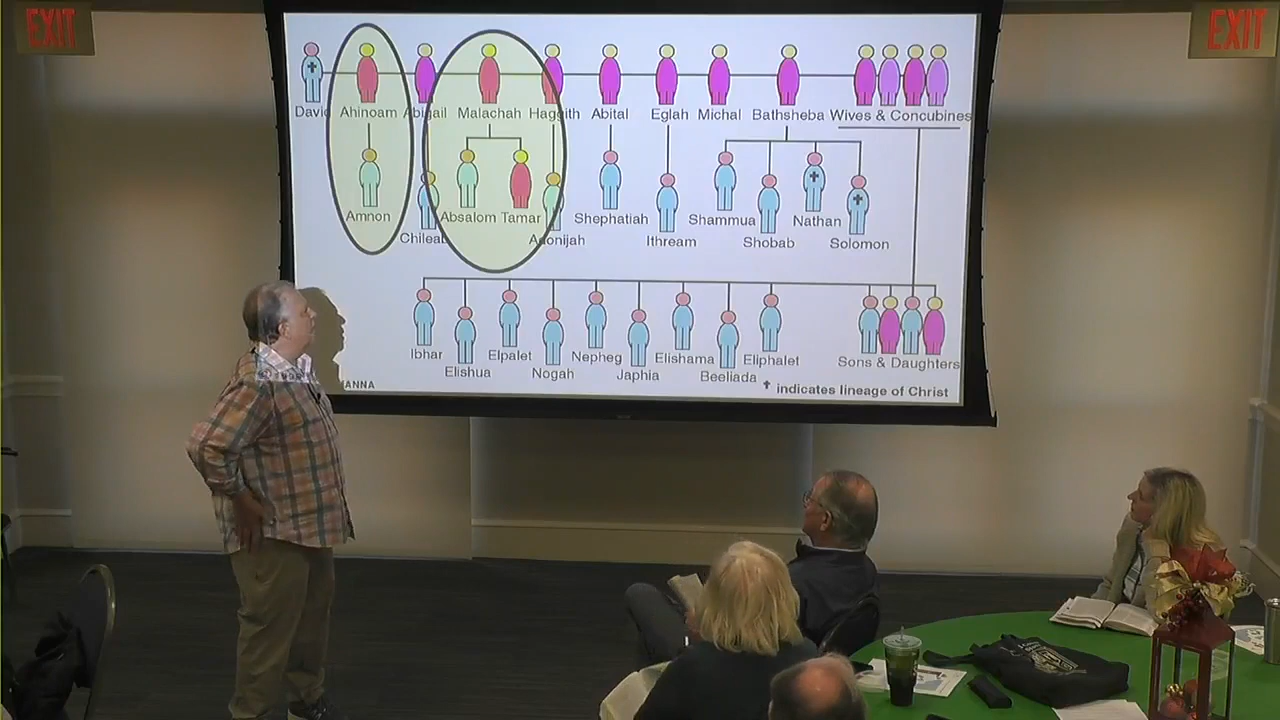 EXIT
EXIT
David Ahinoam Abigail Malachah Haggith Abital Eglah Michal Bathsheba Wives & Concubines
Amnon Absalom Tamar Shephatiah Shammua Nathan
Chileab Adonijah Ithream Shobab Solomon
Ibhar Elpalet Nepheg Elishama Eliphalet Sons & Daughters
Elishua Nogah Japhia Beeliada
† indicates lineage of Christ